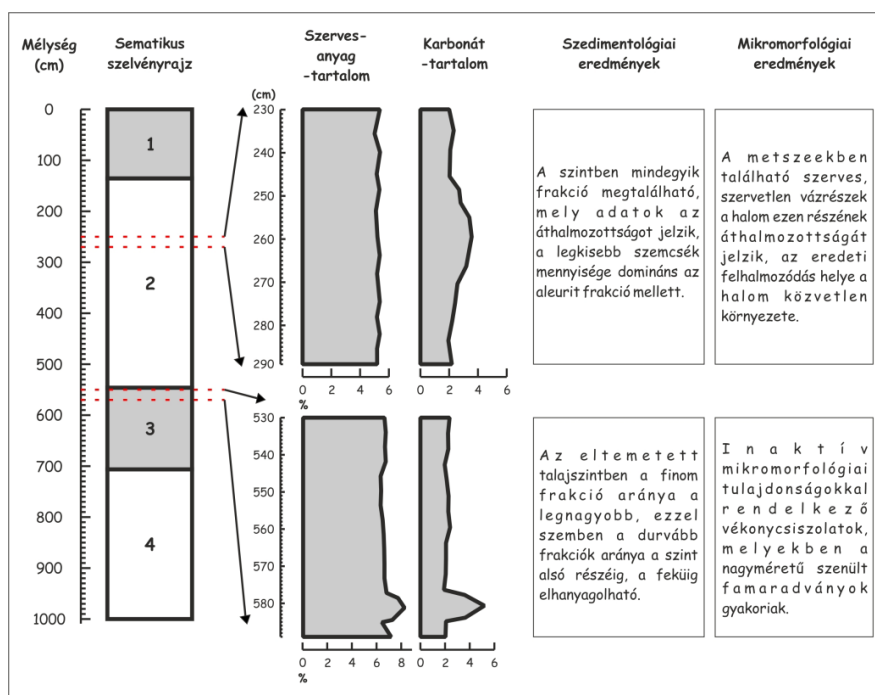 Mélység
(cm)
Sematikus
szelvényrajz
Szerves-
anyag
-tartalom
Karbonát
-tartalom
Szedimentológiai
eredmények
Mikromorfológiai
eredmények
0
100
200
300
400
500
600
700
800
900
1000
1
2
3
4
(cm)
230
240
250
260
270
280
290
0 2 4 6
%
0 2 4 6
A szintben mindegyik
frakció megtalálható,
mely adatok az
áthalmozottságot jelzik,
a legkisebb szemcsék
mennyisége domináns az
aleurit frakció mellett.
A metszeekben
található szerves,
szervetlen vázrészek
a halom ezen részének
áthalmozottságát
jelzik, az eredeti
felhalmozódás helye a
halom közvetlen
környezete.
530
550
560
570
580
0 2 4 6 8
%
0 2 4 6
Az eltemetett
talajszintben a finom
frakció aránya a
legnagyobb, ezzel
szemben a durvább
frakciók aránya a szint
alsó részéig, a feküig
elhanyagolható.
Inaktív
mikromorfológiai
tulajdonságokkal
rendelkező
vékonycsiszolatok,
melyekben a
nagyméretű szenült
famaradványok
gyakoriak.